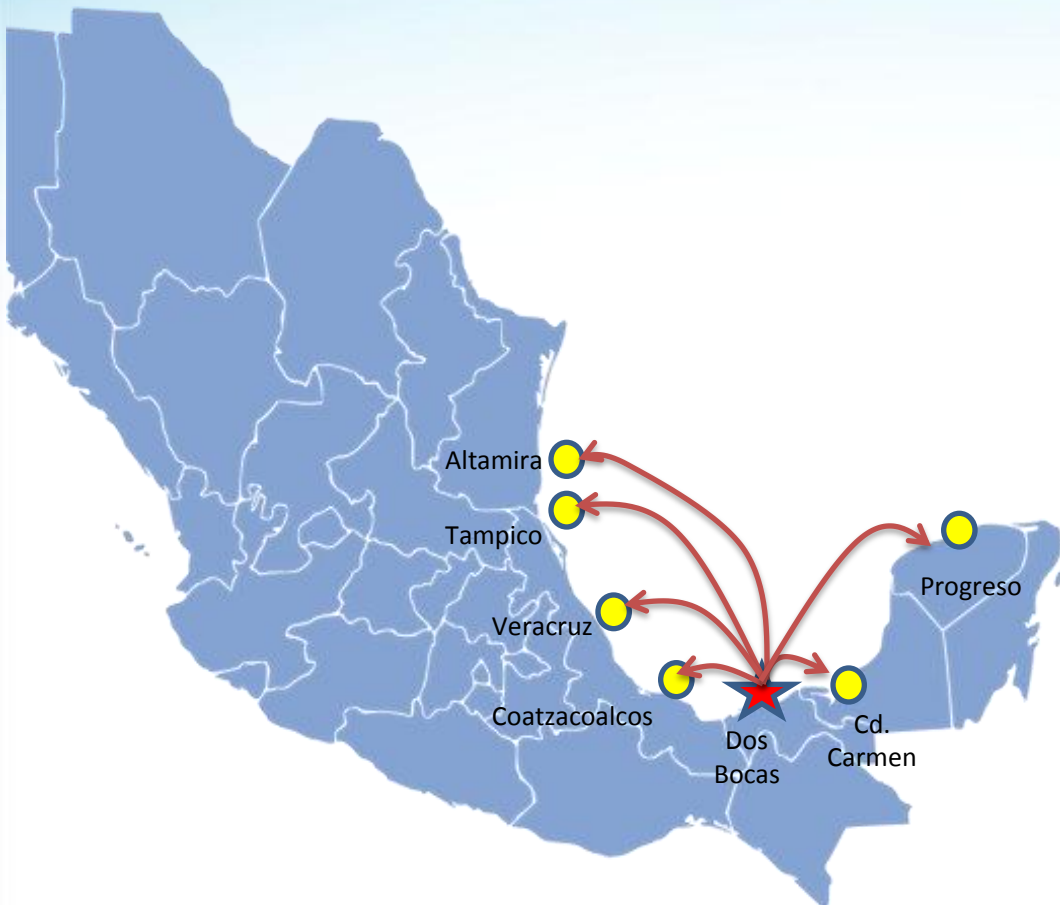 Altamira
Tampico
Progreso
Veracruz
Coatzacoalcos
Cd.
Carmen
Dos
Bocas